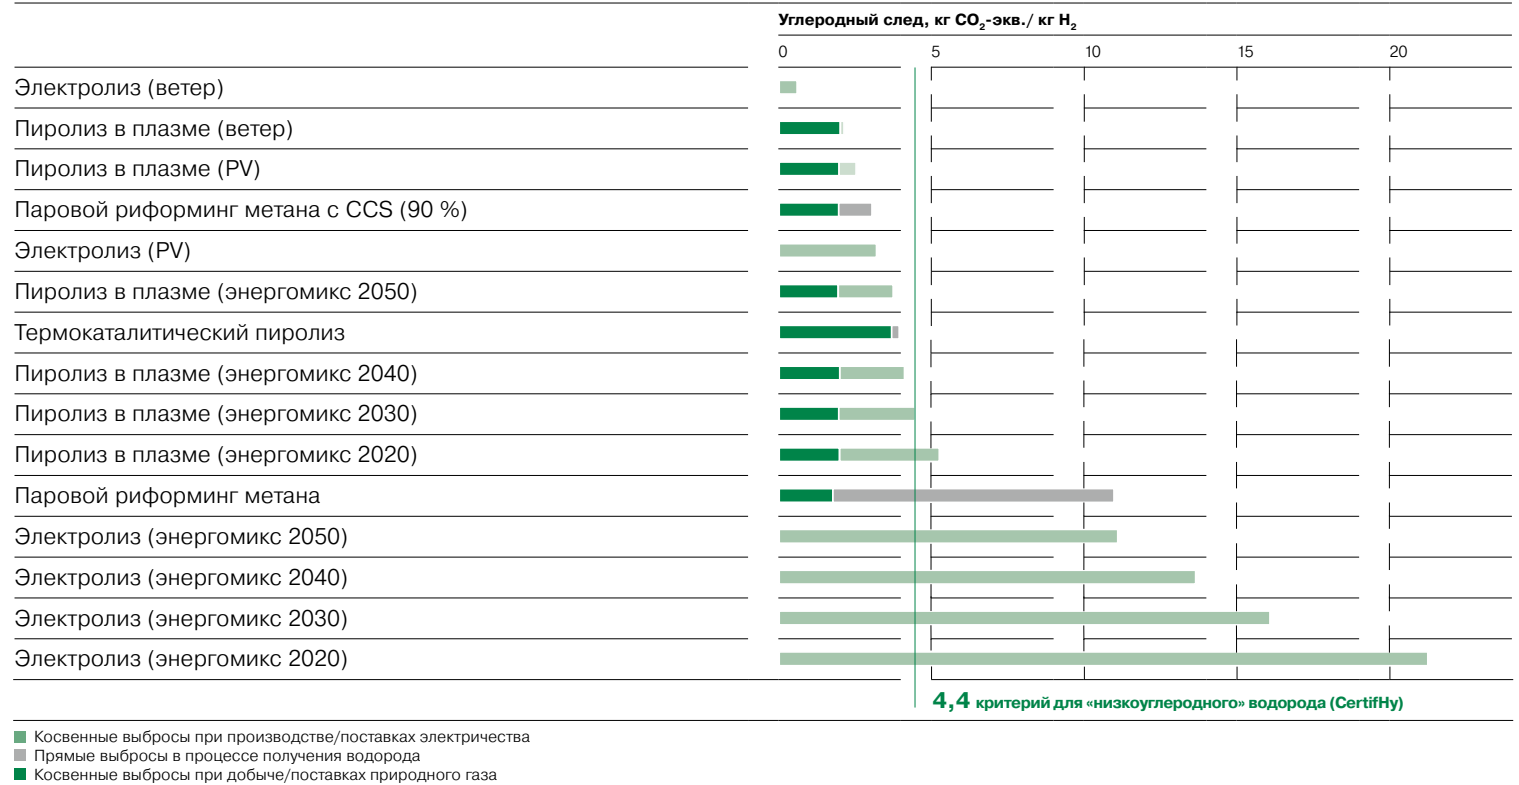 Углеродный след, кг CO₂-экв./ кг H₂
0 5 10 15 20
Электролиз (ветер)
Пиролиз в плазме (ветер)
Пиролиз в плазме (PV)
Паровой риформинг метана с CCS (90 %)
Электролиз (PV)
Пиролиз в плазме (энергомикс 2050)
Термокаталитический пиролиз
Пиролиз в плазме (энергомикс 2040)
Пиролиз в плазме (энергомикс 2030)
Пиролиз в плазме (энергомикс 2020)
Паровой риформинг метана
Электролиз (энергомикс 2050)
Электролиз (энергомикс 2040)
Электролиз (энергомикс 2030)
Электролиз (энергомикс 2020)
4,4 критерий для «низкоуглеродного» водорода (CertifHy)
Косвенные выбросы при производстве/поставках электричества
Прямые выбросы в процессе получения водорода
Косвенные выбросы при добыче/поставках природного газа